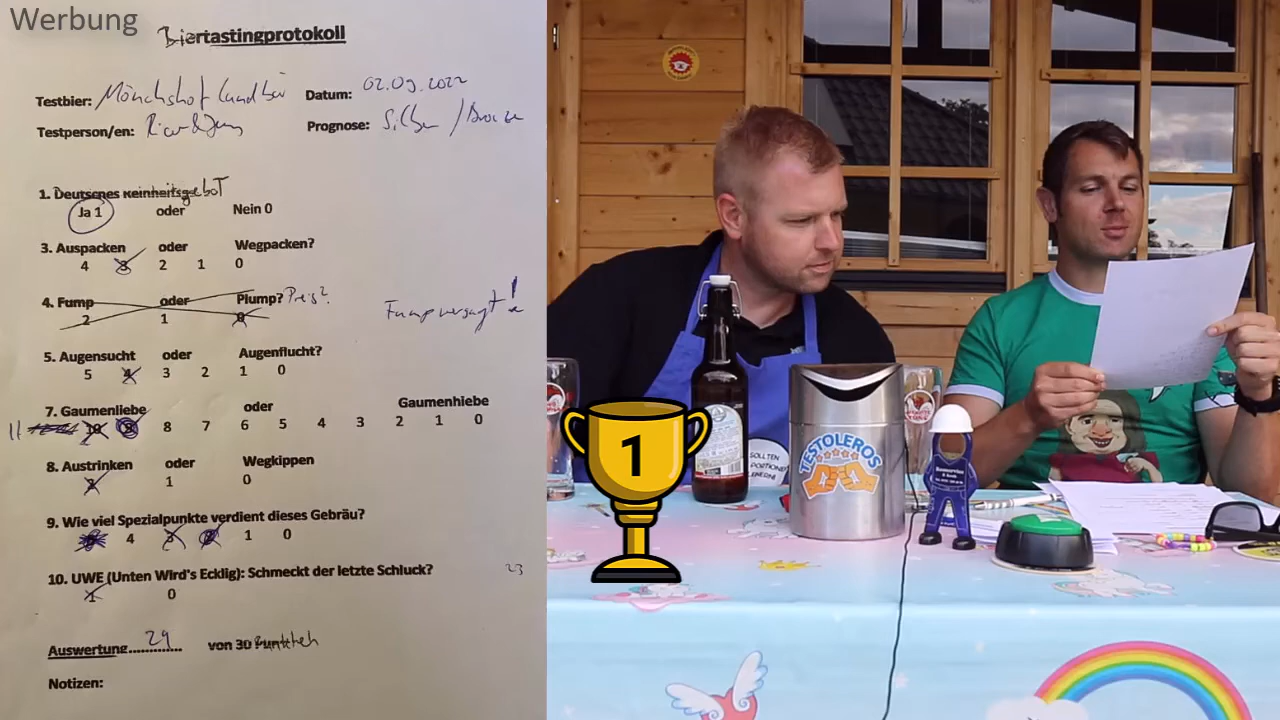 Werbung
Biertastingprotokoll
Testbier: Mönchshof Landbier Datum: 02.09.2022
Testperson/en: Prognose: Silber / Bronze
1. Deutsches Reinheitsgebot
Ja 1 oder Nein 0
3. Auspacken oder Wegpacken?
4 3 2 1 0
4. Fump oder Plump? Preis?
2 1 0
Fump versagt!
5. Augensucht oder Augenflucht?
5 4 3 2 1 0
7. Gaumenliebe oder Gaumenhiebe
11 10 9 8 7 6 5 4 3 2 1 0
8. Austrinken oder Wegkippen
2 1 0
9. Wie viel Spezialpunkte verdient dieses Gebräu?
4 3 2 1 0
10. UWE (Unten Wird's Ecklig): Schmeckt der letzte Schluck?
1 0
23
Auswertung.............. von 30
Notizen:
1
SOLLTEN
TESTOLEROS